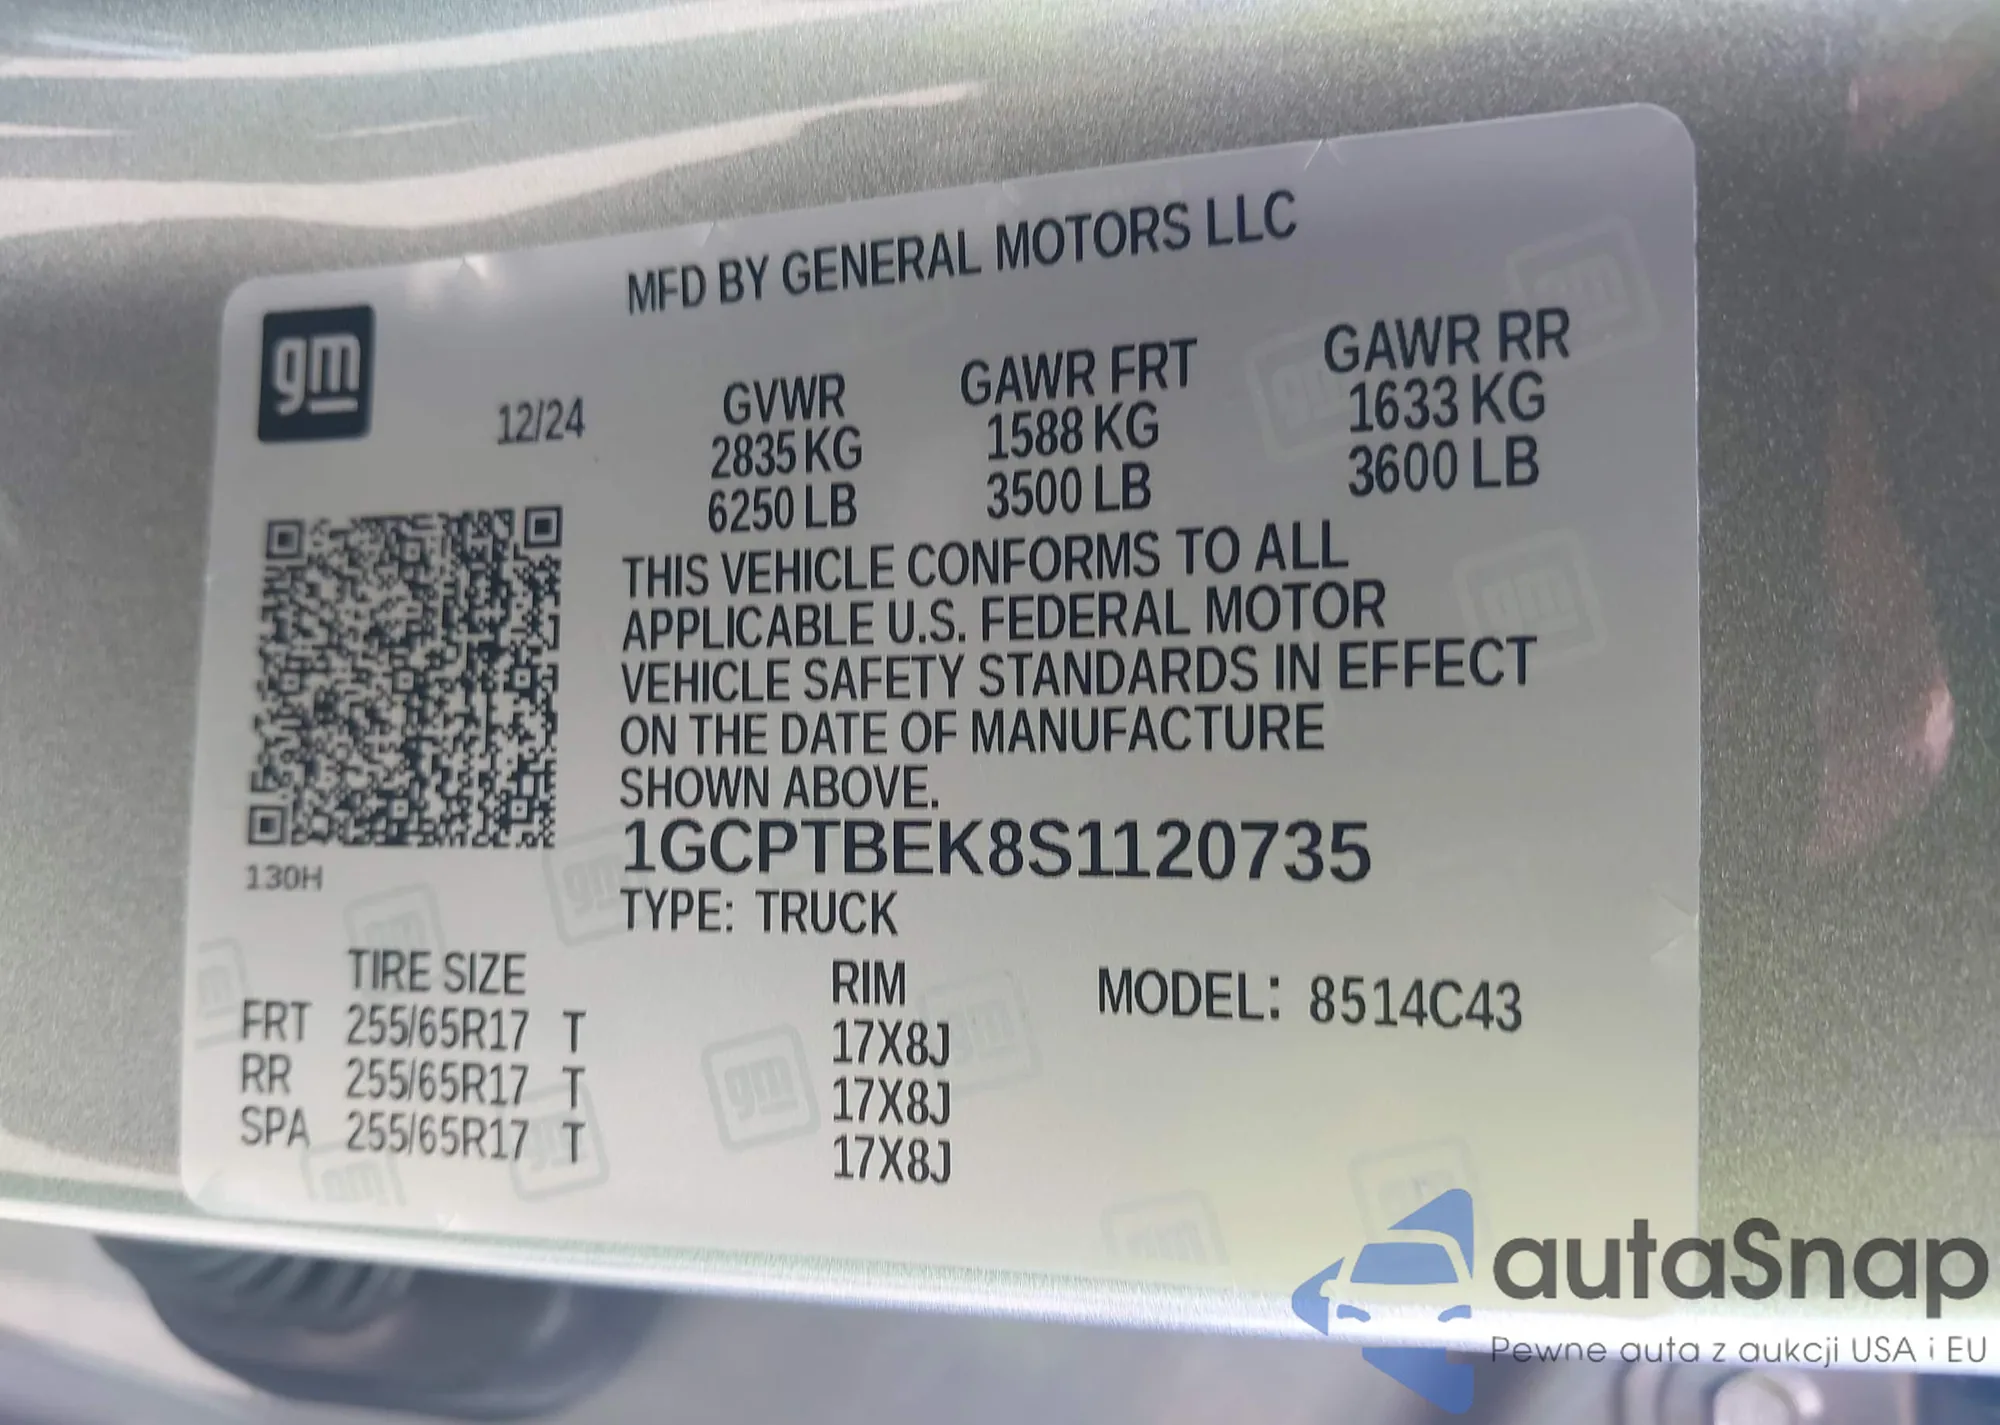 MFD BY GENERAL MOTORS LLC
gm
12/24
GVWR GAWR FRT GAWR RR
2835 KG 1588 KG 1633 KG
6250 LB 3500 LB 3600 LB
THIS VEHICLE CONFORMS TO ALL
APPLICABLE U.S. FEDERAL MOTOR
VEHICLE SAFETY STANDARDS IN EFFECT
ON THE DATE OF MANUFACTURE
SHOWN ABOVE.
1GCPTBEK8S1120735
130H
TYPE: TRUCK
TIRE SIZE RIM MODEL: 8514C43
FRT 255/65R17 T 17X8J
RR 255/65R17 T 17X8J
SPA 255/65R17 T 17X8J
autaSnap
Pewne auta z aukcji USA i EU